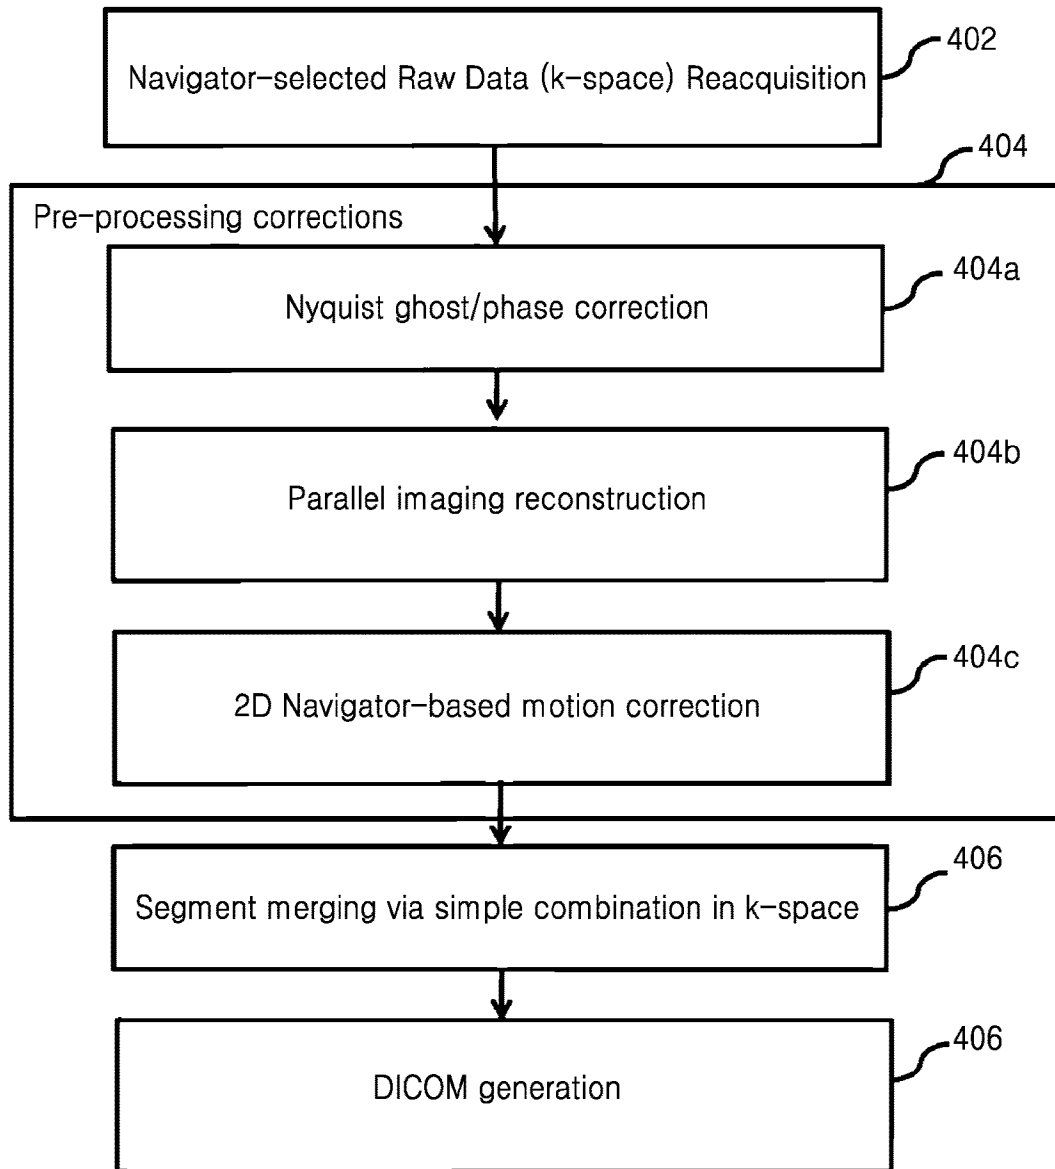 Navigator-selected Raw Data (k-space) Reacquisition
402
404
Pre-processing corrections
Nyquist ghost/phase correction
404a
Parallel imaging reconstruction
404b
2D Navigator-based motion correction
404c
Segment merging via simple combination in k-space
406
DICOM generation
406